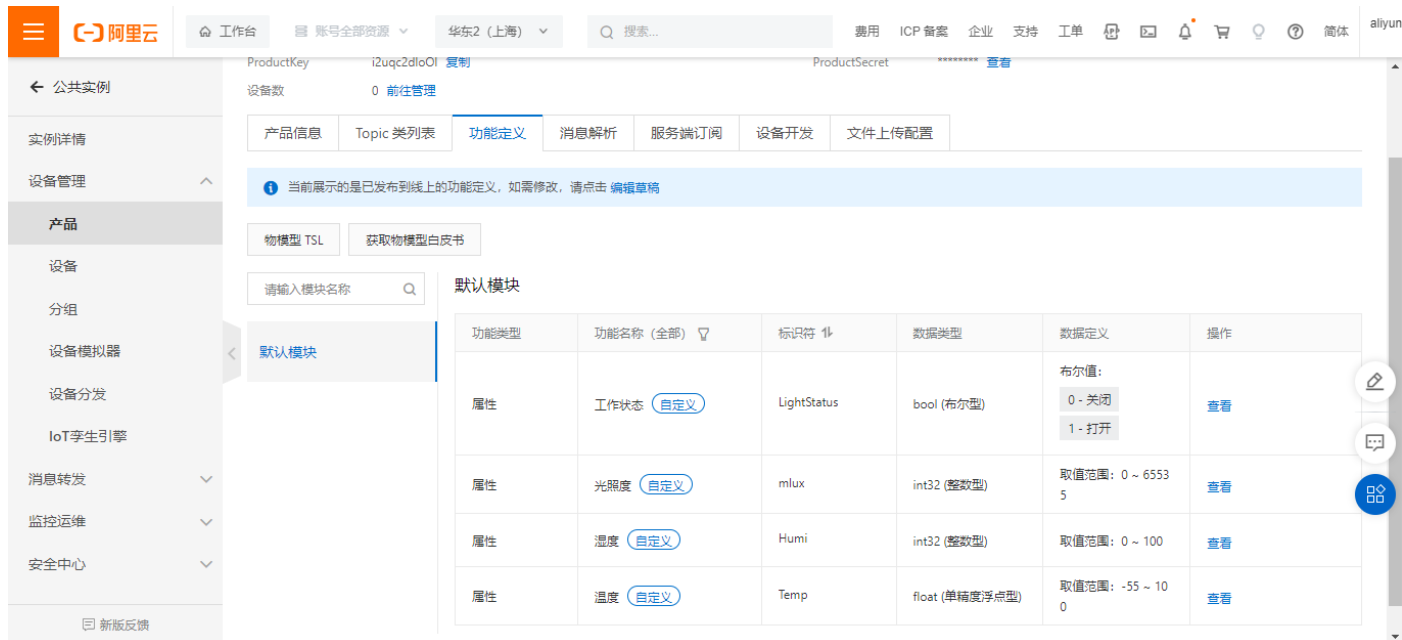 阿里云 工作台 账号全部资源 华东2（上海） 搜索... 费用 ICP 备案 企业 支持 工单 简体 aliyun
公共实例
实例详情
设备管理
产品
设备
分组
设备模拟器
设备分发
IoT孪生引擎
消息转发
监控运维
安全中心
新版反馈
ProductKey i2uqc2dIoOl 复制 ProductSecret ******** 查看
设备数 0 前往管理
产品信息 Topic 类列表 功能定义 消息解析 服务端订阅 设备开发 文件上传配置
当前展示的是已发布到线上的功能定义，如需修改，请点击 编辑草稿
物模型 TSL 获取物模型白皮书
请输入模块名称
默认模块
默认模块
功能类型 功能名称（全部） 标识符 数据类型 数据定义 操作
属性 工作状态 自定义 LightStatus bool (布尔型) 布尔值： 查看
0 - 关闭
1 - 打开
属性 光照度 自定义 mlux int32 (整数型) 取值范围：0 ~ 6553 查看
5
属性 湿度 自定义 Humi int32 (整数型) 取值范围：0 ~ 100 查看
属性 温度 自定义 Temp float (单精度浮点型) 取值范围：-55 ~ 10 查看
0